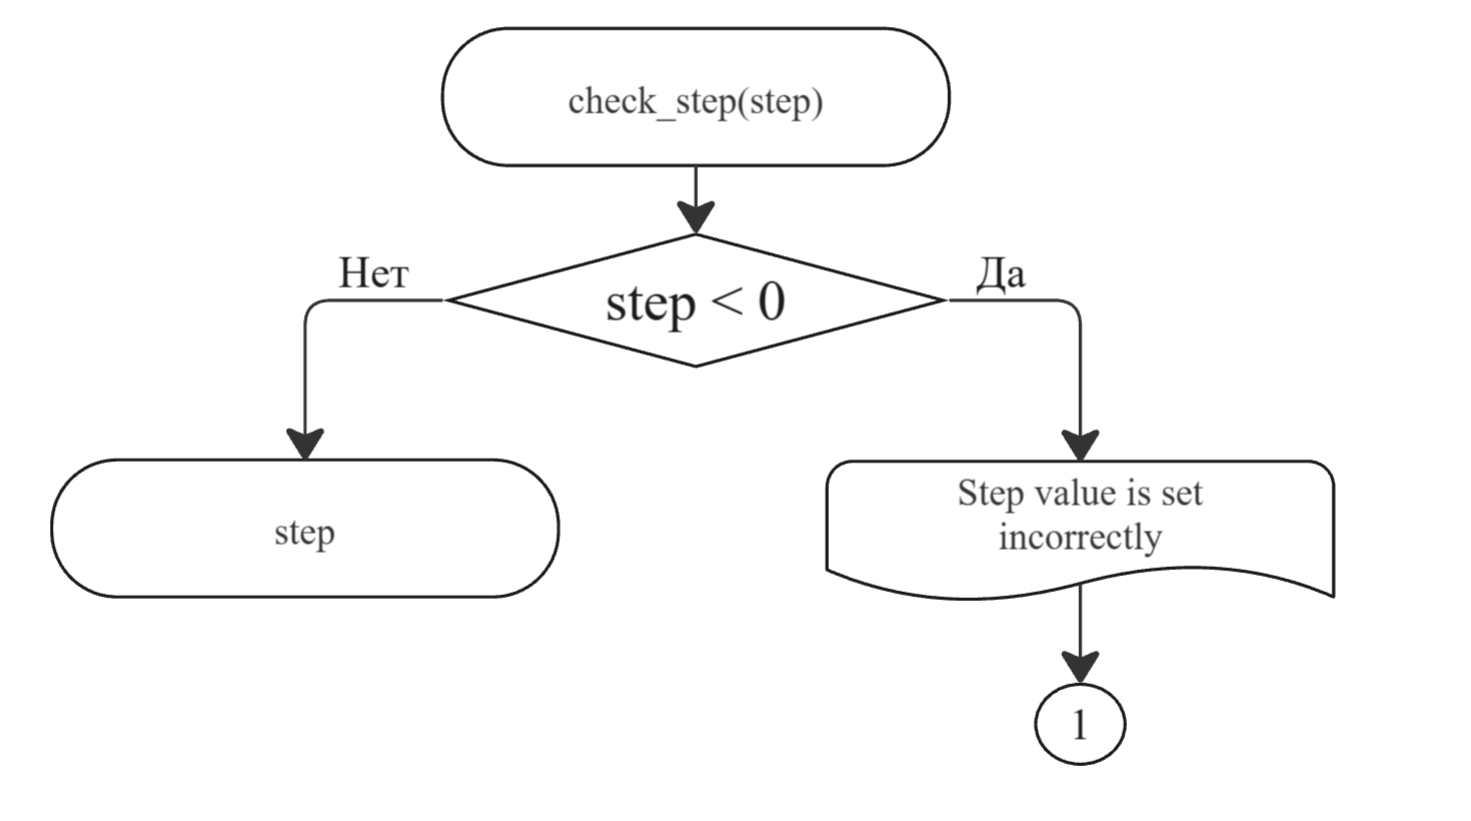 check_step(step)
Нет
step < 0
Да
step
Step value is set
incorrectly
1